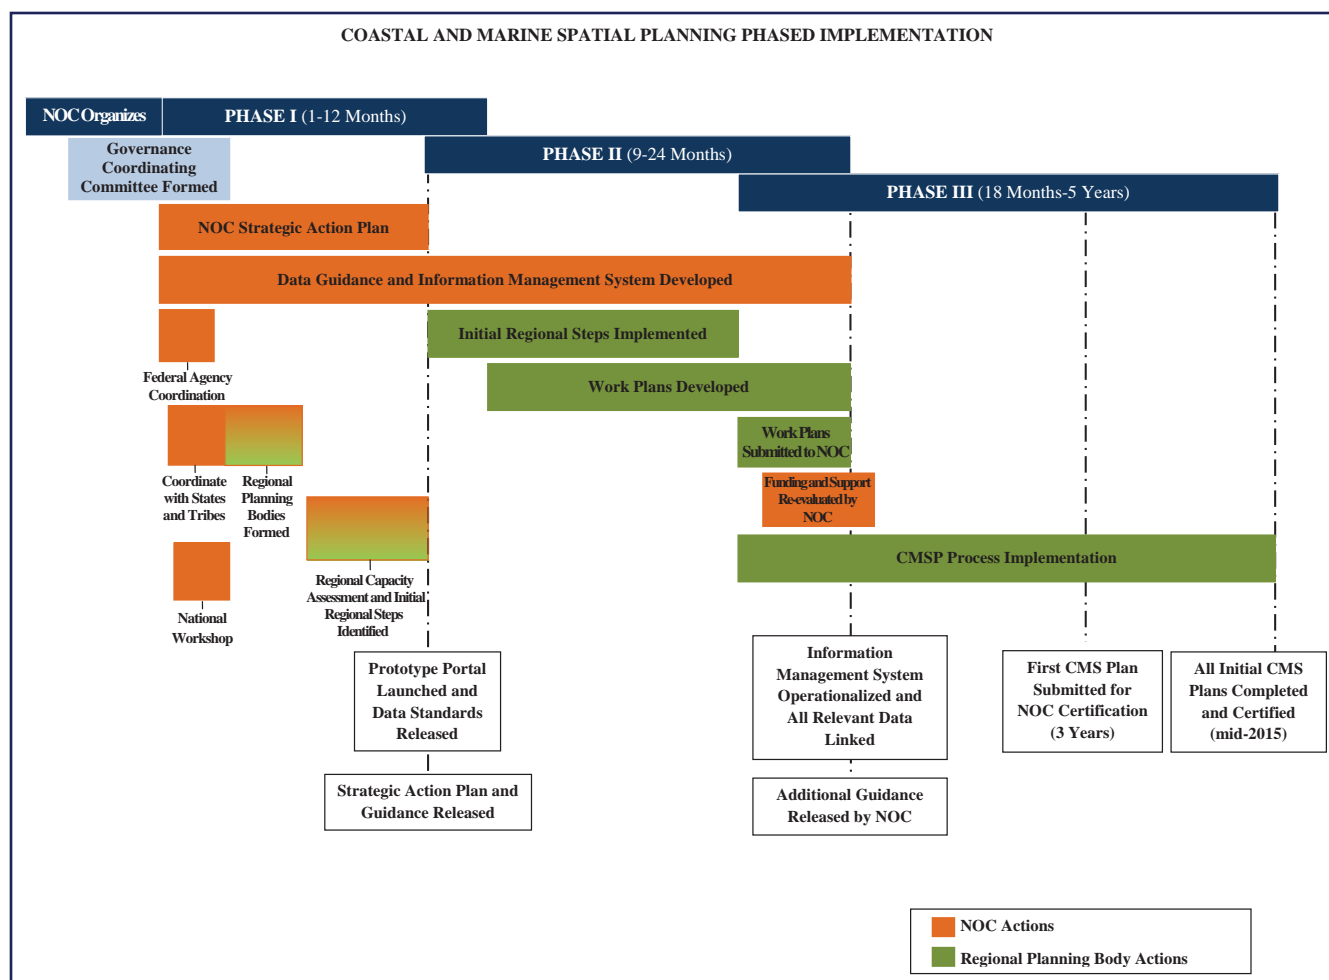 COASTAL AND MARINE SPATIAL PLANNING PHASED IMPLEMENTATION
NOC Organizes
PHASE I (1-12 Months)
Governance
Coordinating
Committee Formed
PHASE II (9-24 Months)
PHASE III (18 Months-5 Years)
NOC Strategic Action Plan
Data Guidance and Information Management System Developed
Initial Regional Steps Implemented
Federal Agency
Coordination
Work Plans Developed
Work Plans
Submitted to NOC
Coordinate
with States
and Tribes
Regional
Planning
Bodies
Formed
Funding and Support
Re-evaluated by
NOC
CMSP Process Implementation
Regional Capacity
Assessment and Initial
Regional Steps
Identified
National
Workshop
Prototype Portal
Launched and
Data Standards
Released
Information
Management System
Operationalized and
All Relevant Data
Linked
First CMS Plan
Submitted for
NOC Certification
(3 Years)
All Initial CMS
Plans Completed
and Certified
(mid-2015)
Strategic Action Plan and
Guidance Released
Additional Guidance
Released by NOC
NOC Actions
Regional Planning Body Actions